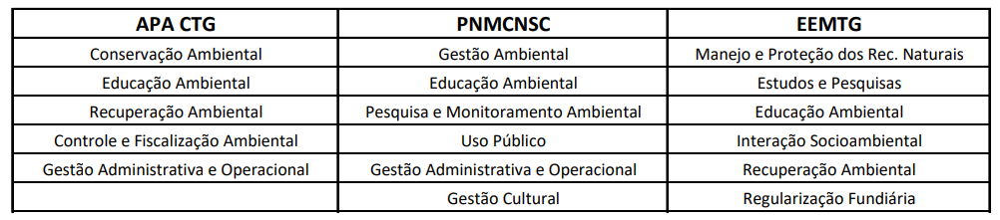 APA CTG PNMCNSC EEMTG
Conservação Ambiental Gestão Ambiental Manejo e Proteção dos Rec. Naturais
Educação Ambiental Educação Ambiental Estudos e Pesquisas
Recuperação Ambiental Pesquisa e Monitoramento Ambiental Educação Ambiental
Controle e Fiscalização Ambiental Uso Público Interação Socioambiental
Gestão Administrativa e Operacional Gestão Administrativa e Operacional Recuperação Ambiental
Gestão Cultural Regularização Fundiária